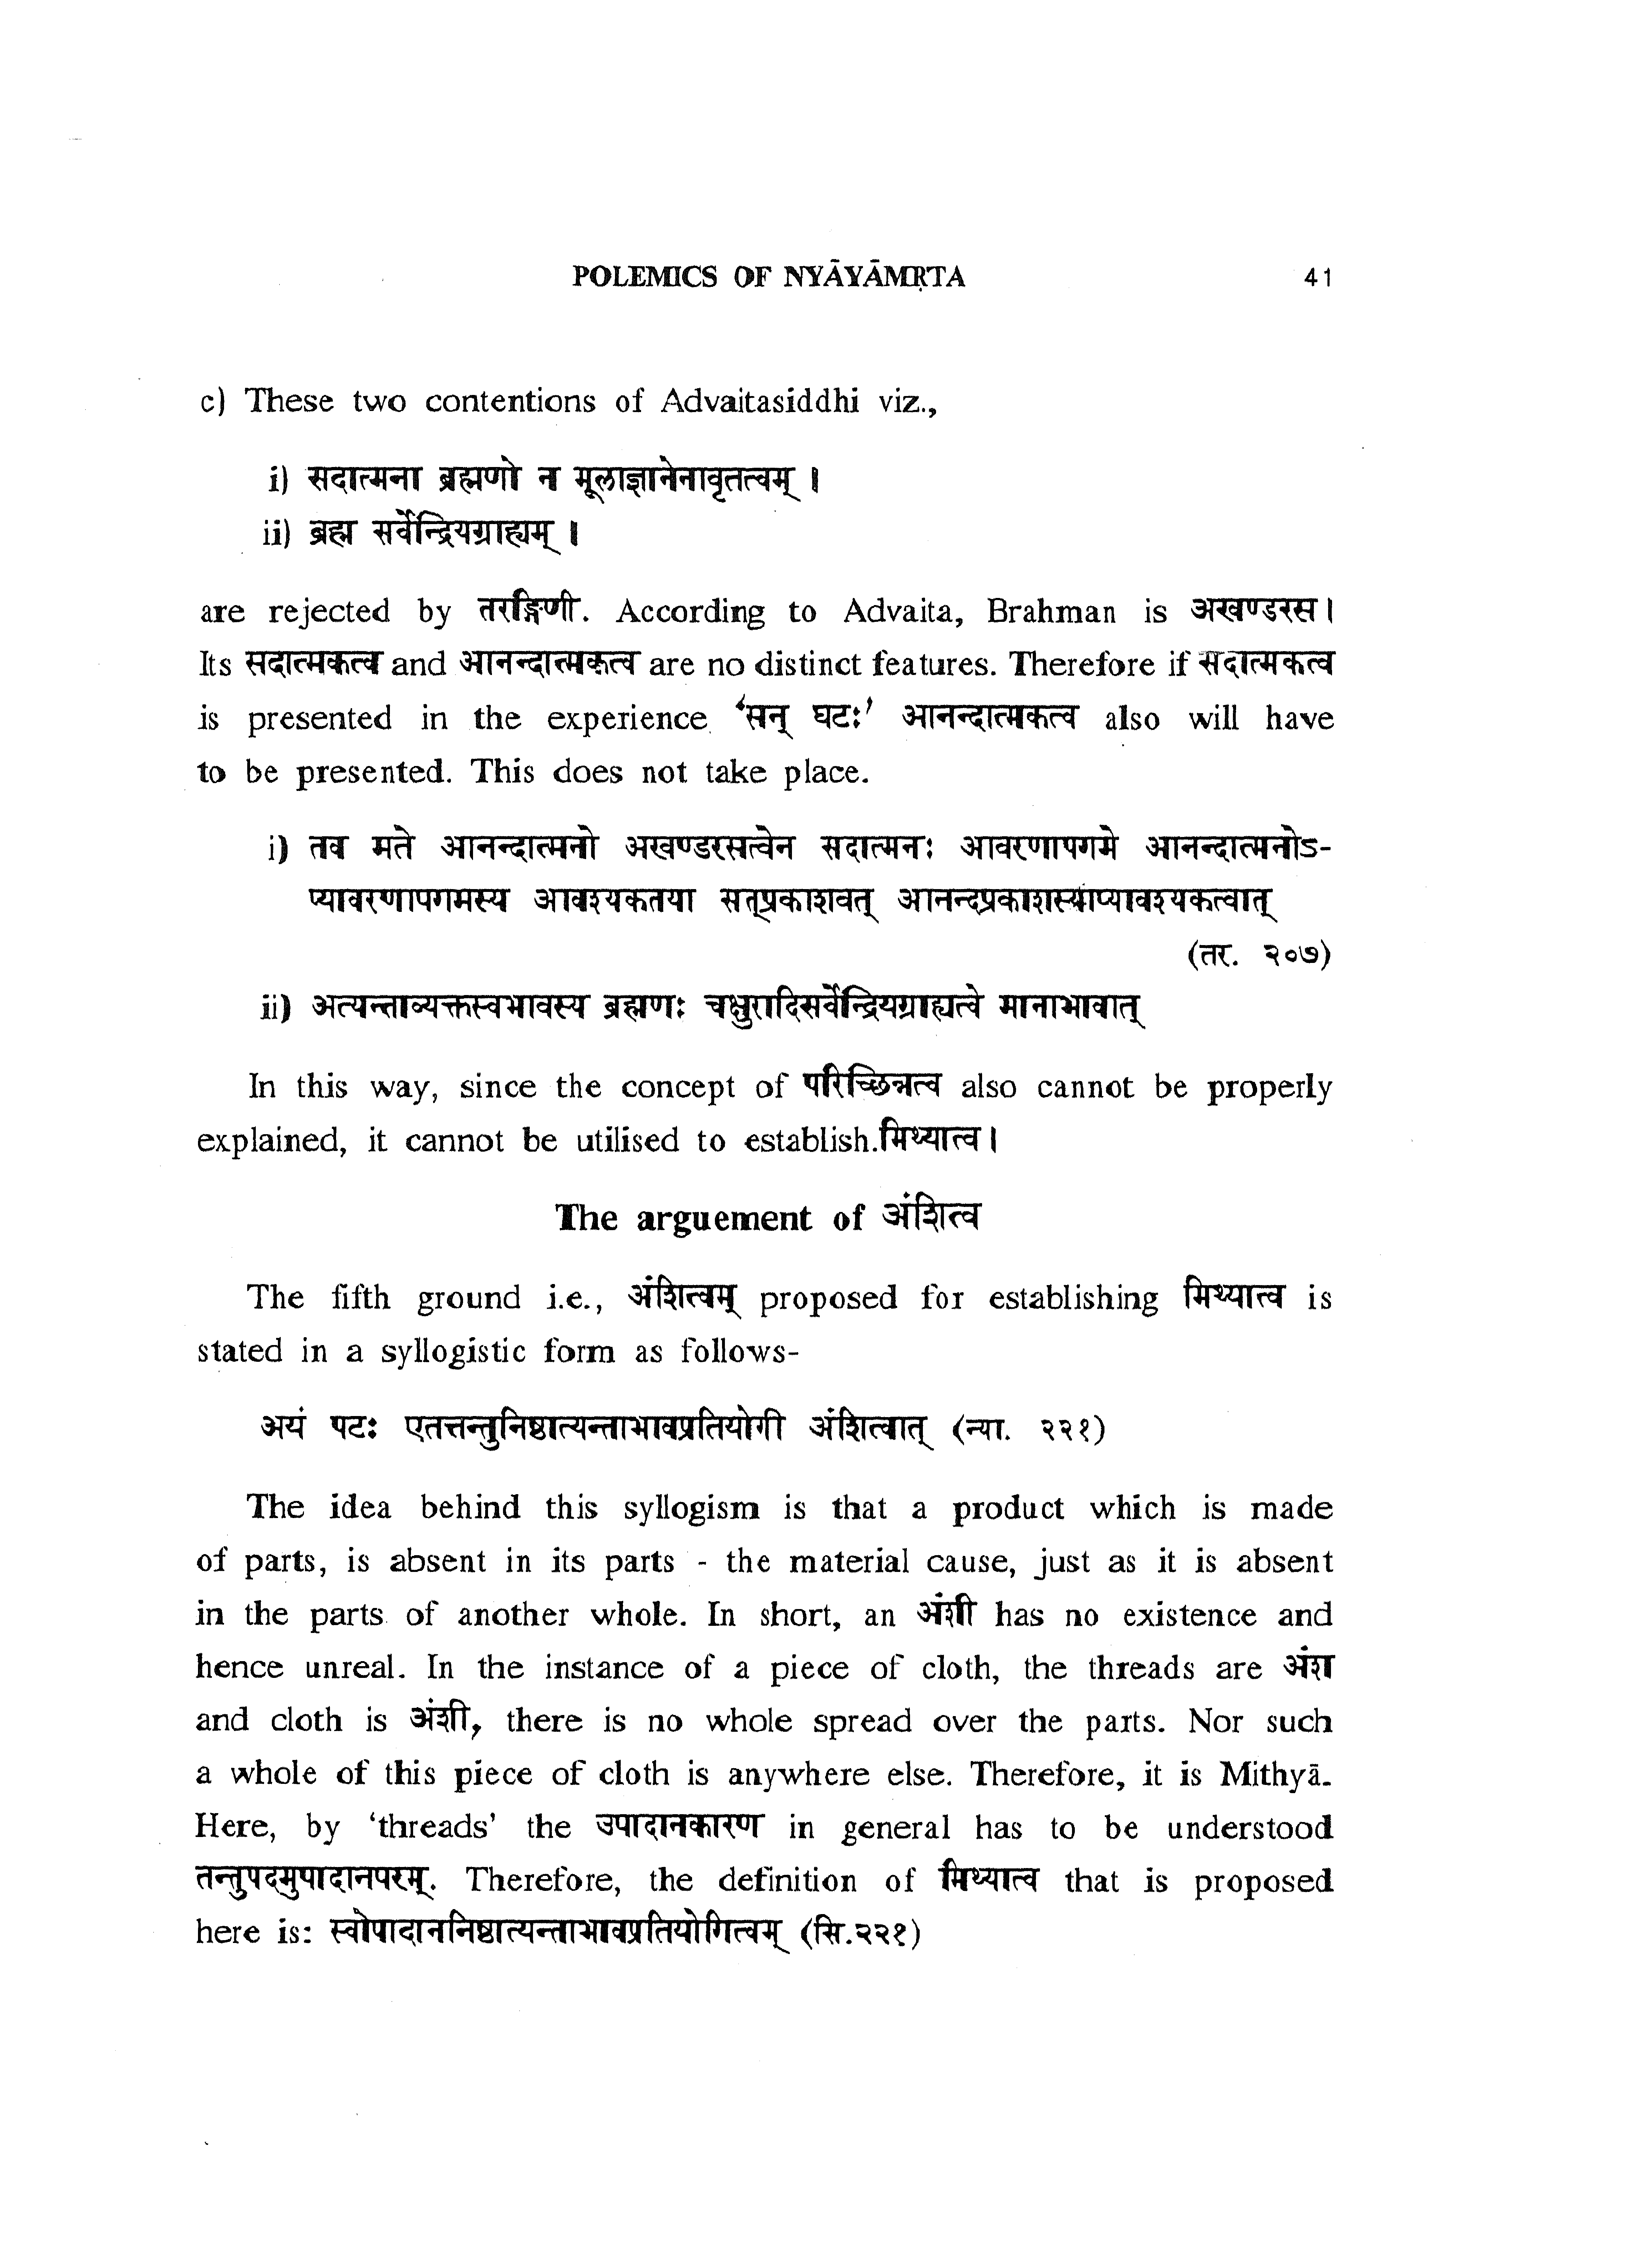 POLEMICS OF NYĀYĀMṚTA 41
c) These two contentions of Advaitasiddhi viz.,
i) सदात्मना ब्रह्मणो न मूलाज्ञानेनावृतत्वम् ।
ii) ब्रह्म सर्वेन्द्रियग्राह्यम् ।
are rejected by तरङ्गिणी. According to Advaita, Brahman is अखण्डरस।
Its सदात्मकत्व and आनन्दात्मकत्व are no distinct features. Therefore if सदात्मकत्व
is presented in the experience ‘सन् घटः’ आनन्दात्मकत्व also will have
to be presented. This does not take place.
i) तव मते आनन्दात्मनो अखण्डरसत्वेन सदात्मनः आवरणापगमे आनन्दात्मनोऽ-
प्यावरणापगमस्य आवश्यकतया सत्प्रकाशवत् आनन्दप्रकाशस्याप्यावश्यकत्वात्
(तर. २०७)
ii) अत्यन्ताव्यक्तस्वभावस्य ब्रह्मणः चक्षुरादिसर्वेन्द्रियग्राह्यत्वे मानाभावात्
In this way, since the concept of परिच्छिन्नत्व also cannot be properly
explained, it cannot be utilised to establish.मिथ्यात्व।
The arguement of अंशित्व
The fifth ground i.e., अंशित्वम् proposed for establishing मिथ्यात्व is
stated in a syllogistic form as follows-
अयं पटः एतत्तन्तुनिष्ठात्यन्ताभावप्रतियोगी अंशित्वात् (न्या. २२१)
The idea behind this syllogism is that a product which is made
of parts, is absent in its parts - the material cause, just as it is absent
in the parts of another whole. In short, an अंशी has no existence and
hence unreal. In the instance of a piece of cloth, the threads are अंश
and cloth is अंशी, there is no whole spread over the parts. Nor such
a whole of this piece of cloth is anywhere else. Therefore, it is Mithyā.
Here, by ‘threads’ the उपादानकारण in general has to be understood
तन्तुपदमुपादानपरम्. Therefore, the definition of मिथ्यात्व that is proposed
here is: स्वोपादाननिष्ठात्यन्ताभावप्रतियोगित्वम् (सि.२२१)